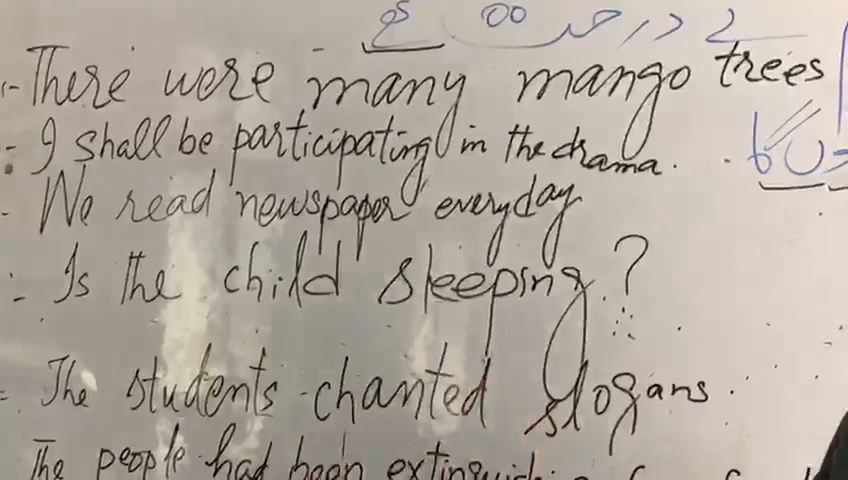 There were many mango trees
I shall be participating in the drama.
We read newspaper everyday
Is the child sleeping?
The students chanted slogans.
The people had been